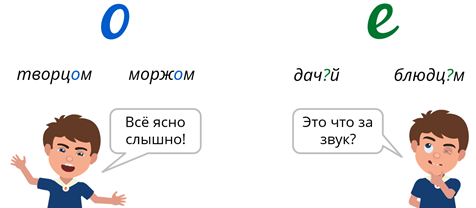 о е
творцом моржом дач?й блюдц?м
Всё ясно
слышно!
Это что за
звук?